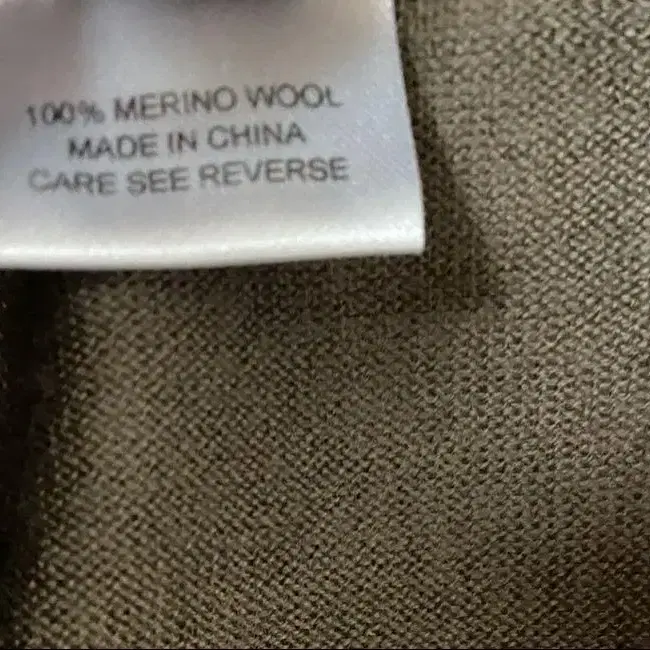 100% MERINO WOOL
MADE IN CHINA
CARE SEE REVERSE